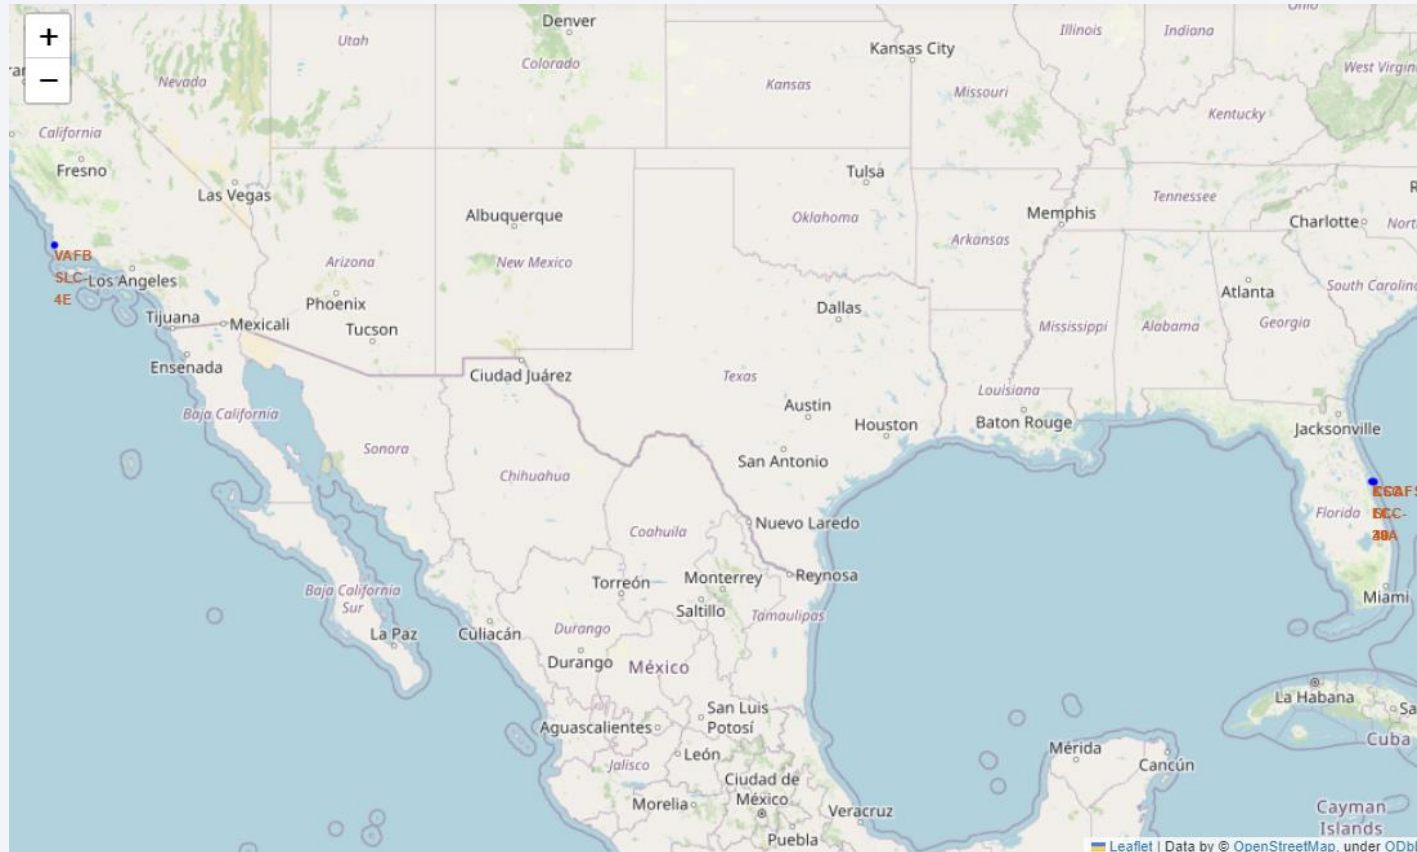 +
−
Denver
Utah
Colorado
Nevada
Kansas City
Kansas
Missouri
Illinois
Indiana
Ohio
West Virgin
Kentucky
California
Fresno
Las Vegas
Albuquerque
New Mexico
Arizona
Phoenix
Tucson
VAFB
SLC-
4E
Los Angeles
Tijuana
Mexicali
Ensenada
Baja California
Ciudad Juárez
Tulsa
Oklahoma
Memphis
Arkansas
Tennessee
Charlotte
Nort
R
South Carolina
Atlanta
Georgia
Alabama
Mississippi
Dallas
Texas
Louisiana
Austin
Houston
San Antonio
Baton Rouge
Jacksonville
Florida
Miami
Sonora
Chihuahua
Coahuila
Nuevo Laredo
Reynosa
Monterrey
Torreón
Saltillo
Tamaulipas
Baja California
Sur
La Paz
Culiacán
Durango
Durango
México
San Luis
Potosí
Aguascalientes
León
Jalisco
Ciudad de
México
Morelia
Puebla
Veracruz
Mérida
Cancún
La Habana
Sa
Cuba
Cayman
Islands
Leaflet | Data by © OpenStreetMap, under ODbl